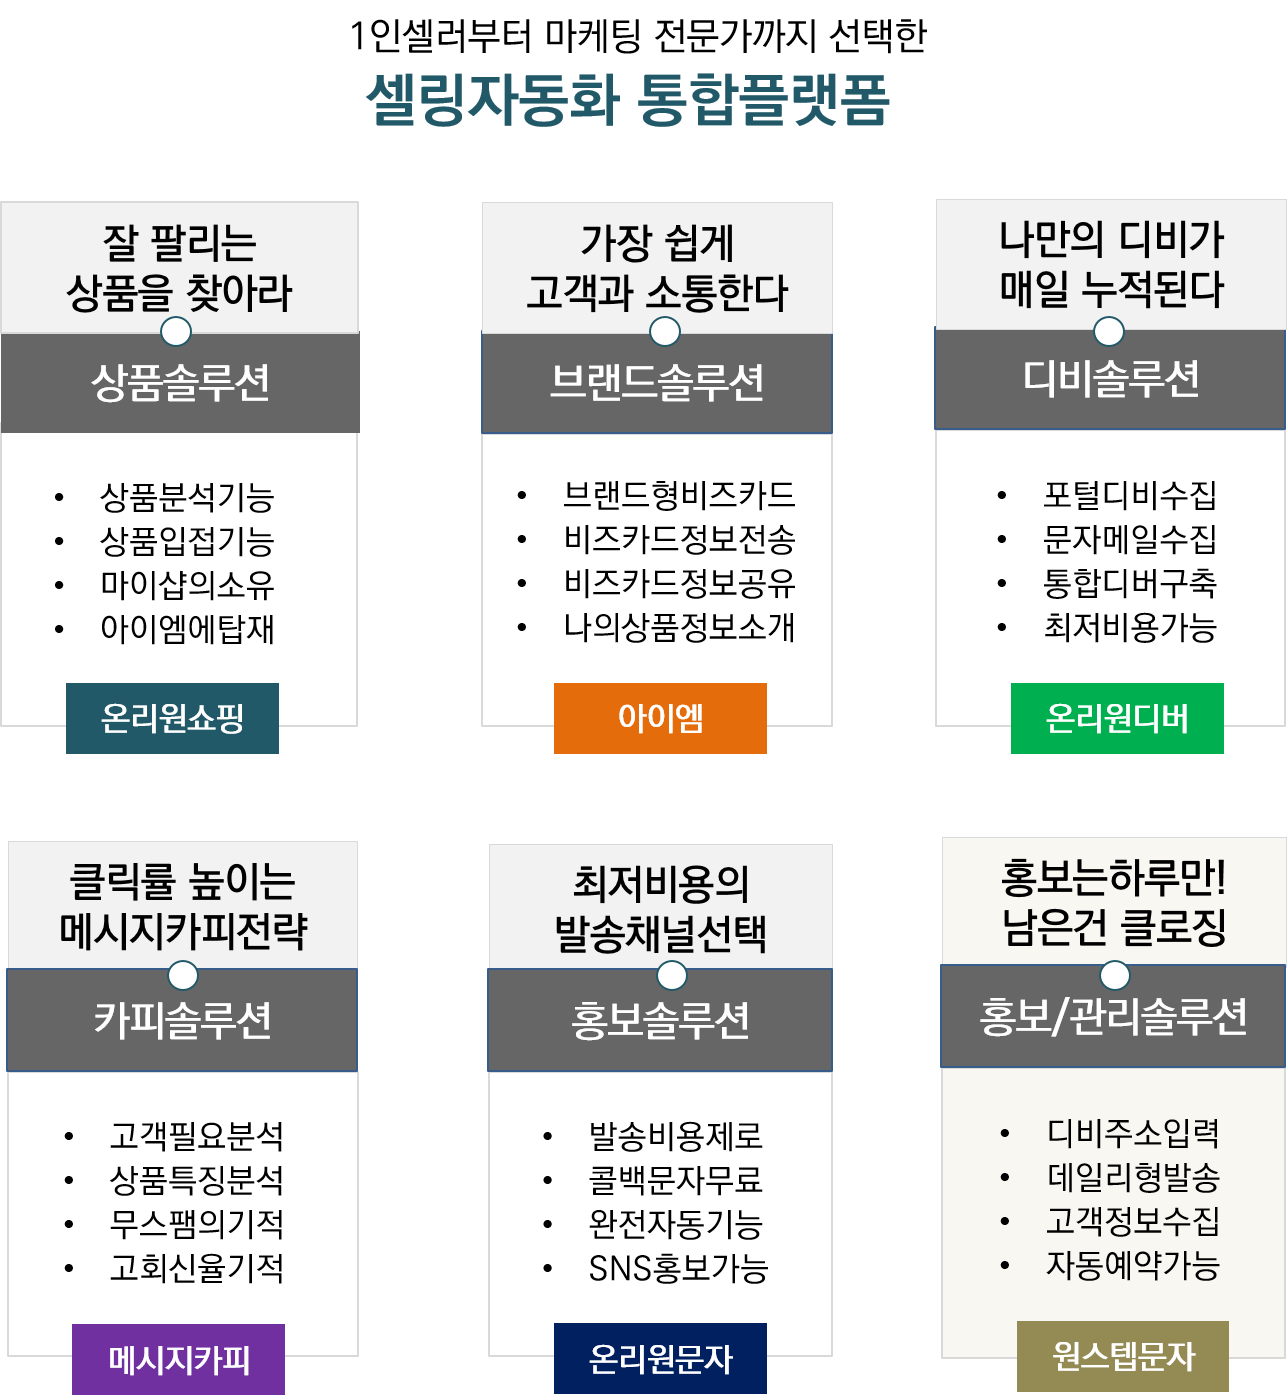 1인셀러부터 마케팅 전문가까지 선택한
셀링자동화 통합플랫폼
잘 팔리는
상품을 찾아라
상품솔루션
• 상품분석기능
• 상품입접기능
• 마이샵의소유
• 아이엠에탑재
온리원쇼핑
가장 쉽게
고객과 소통한다
브랜드솔루션
• 브랜드형비즈카드
• 비즈카드정보전송
• 비즈카드정보공유
• 나의상품정보소개
아이엠
나만의 디비가
매일 누적된다
디비솔루션
• 포털디비수집
• 문자메일수집
• 통합디버구축
• 최저비용가능
온리원디버
클릭률 높이는
메시지카피전략
카피솔루션
• 고객필요분석
• 상품특징분석
• 무스팸의기적
• 고회신율기적
메시지카피
최저비용의
발송채널선택
홍보솔루션
• 발송비용제로
• 콜백문자무료
• 완전자동기능
• SNS홍보가능
온리원문자
홍보는하루만!
남은건 클로징
홍보/관리솔루션
• 디비주소입력
• 데일리형발송
• 고객정보수집
• 자동예약가능
원스텝문자